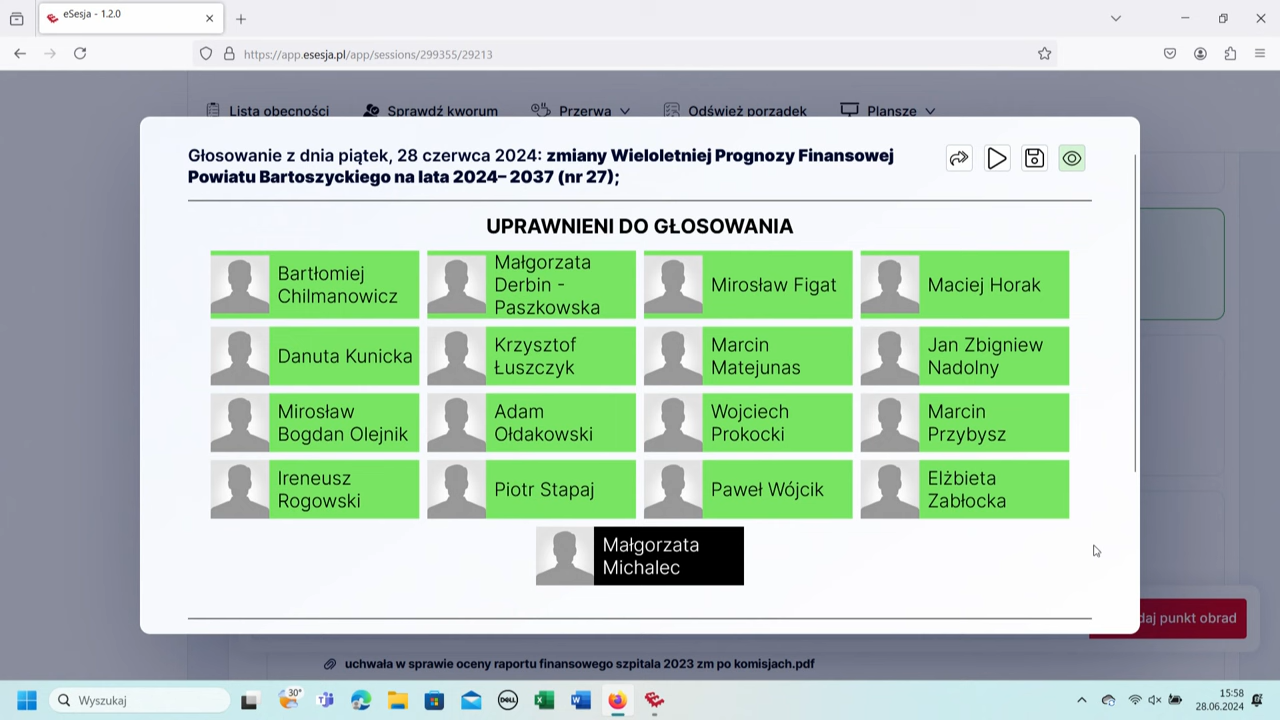 eSesja - 1.2.0
https://app.esesja.pl/app/sessions/299355/29213
Lista obecności
Sprawdź kworum
Przerwa
Odśwież porządek
Plansze
Głosowanie z dnia piątek, 28 czerwca 2024: zmiany Wieloletniej Prognozy Finansowej
Powiatu Bartoszyckiego na lata 2024– 2037 (nr 27);
UPRAWNIENI DO GŁOSOWANIA
Bartłomiej
Chilmanowicz
Małgorzata
Derbin -
Paszkowska
Mirosław Figat
Maciej Horak
Danuta Kunicka
Krzysztof
Łuszczyk
Marcin
Matejunas
Jan Zbigniew
Nadolny
Mirosław
Bogdan Olejnik
Adam
Ołdakowski
Wojciech
Prokocki
Marcin
Przybysz
Ireneusz
Rogowski
Piotr Stapaj
Paweł Wójcik
Elżbieta
Zabłocka
Małgorzata
Michalec
daj punkt obrad
uchwała w sprawie oceny raportu finansowego szpitala 2023 zm po komisjach.pdf
Wyszukaj
30°
DELL
15:58
28.06.2024